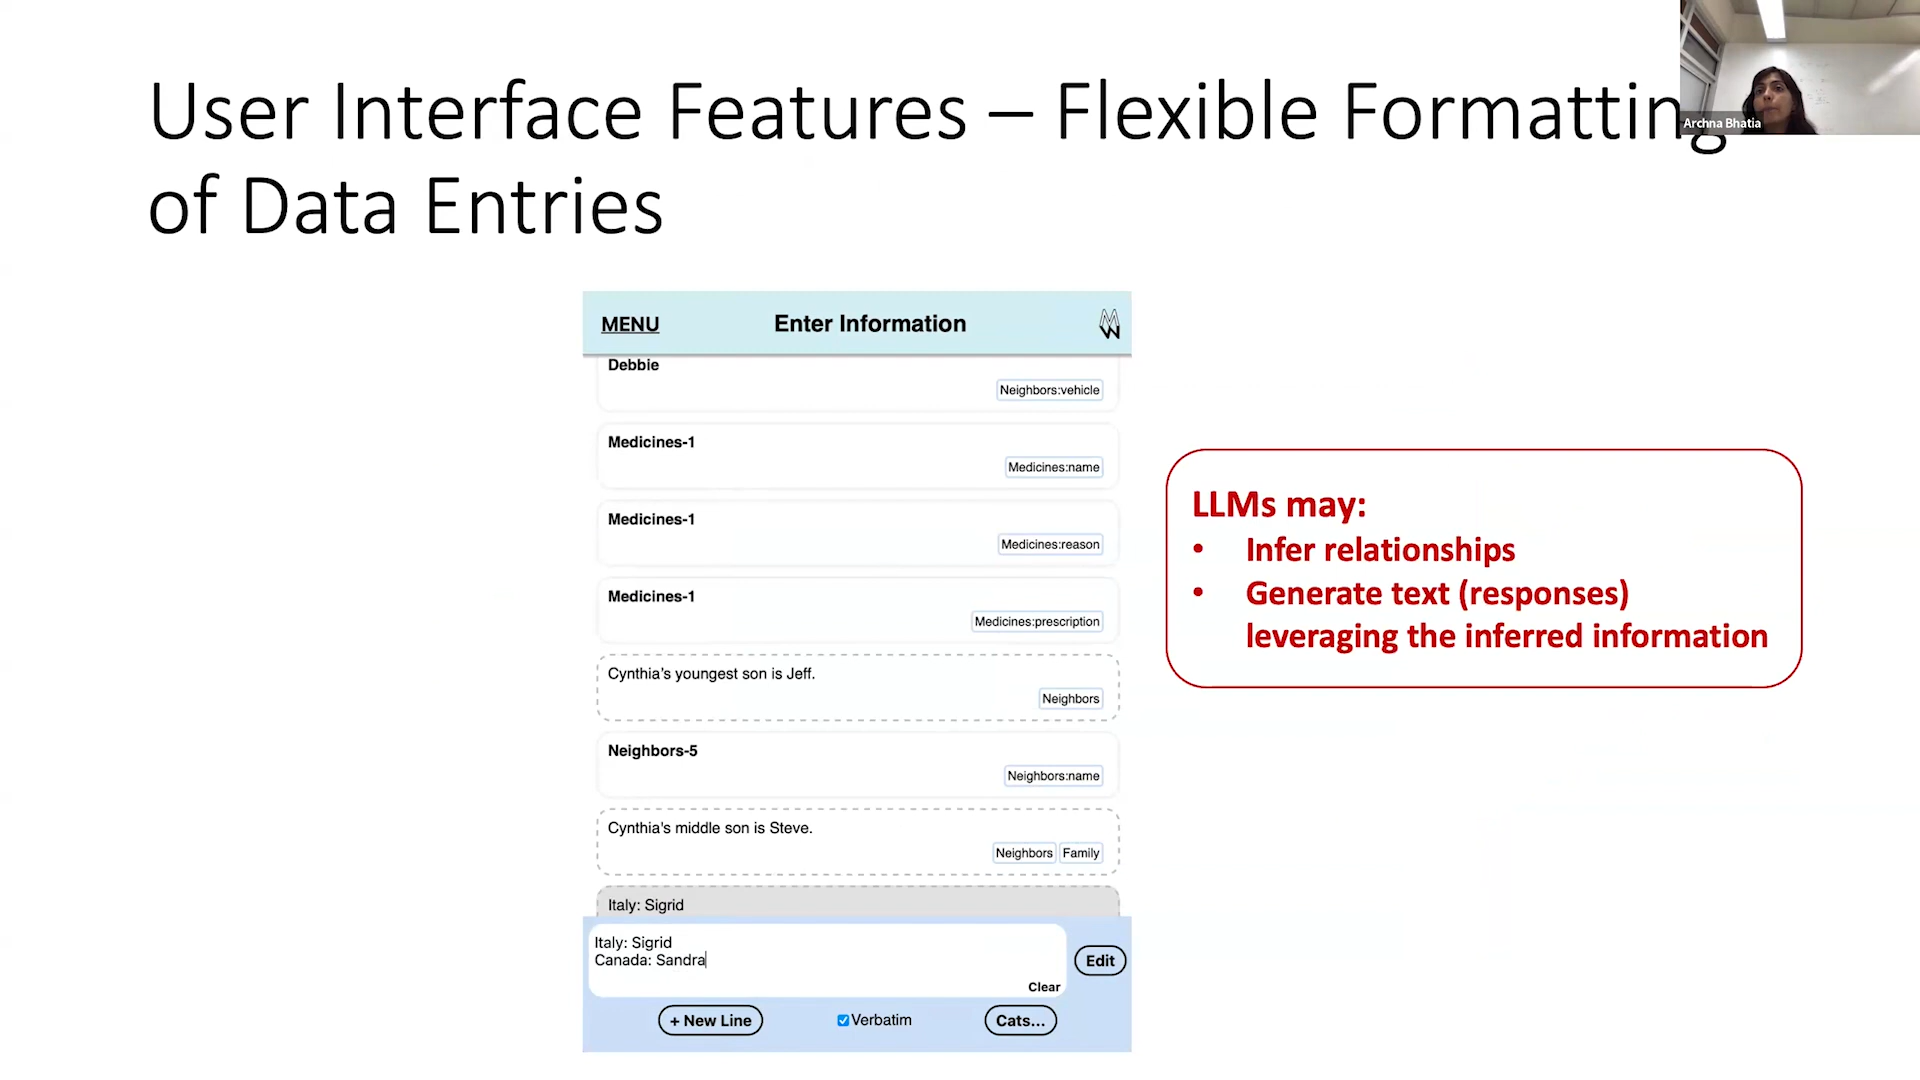 User Interface Features – Flexible Formatting
of Data Entries
Archna Bhatia
MENU
Enter Information
Debbie
Neighbors:vehicle
Medicines-1
Medicines:name
Medicines-1
Medicines:reason
Medicines-1
Medicines:prescription
Cynthia's youngest son is Jeff.
Neighbors
Neighbors-5
Neighbors:name
Cynthia's middle son is Steve.
Neighbors Family
Italy: Sigrid
Italy: Sigrid
Canada: Sandra
Clear
Edit
+ New Line
Verbatim
Cats...
LLMs may:
• Infer relationships
• Generate text (responses)
leveraging the inferred information